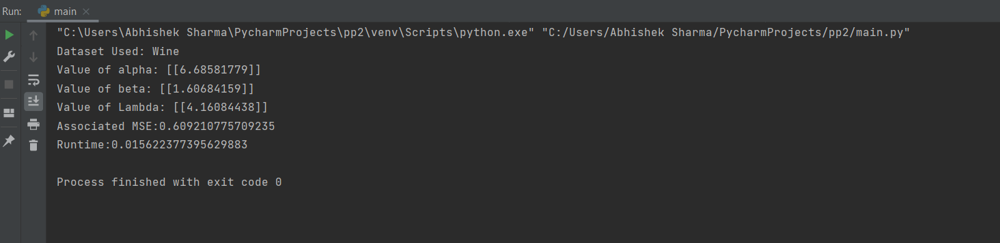 Run: main
"C:\Users\Abhishek Sharma\PycharmProjects\pp2\venv\Scripts\python.exe" "C:/Users/Abhishek Sharma/PycharmProjects/pp2/main.py"
Dataset Used: Wine
Value of alpha: [[6.68581779]]
Value of beta: [[1.60684159]]
Value of Lambda: [[4.16084438]]
Associated MSE:0.609210775709235
Runtime:0.015622377395629883
Process finished with exit code 0